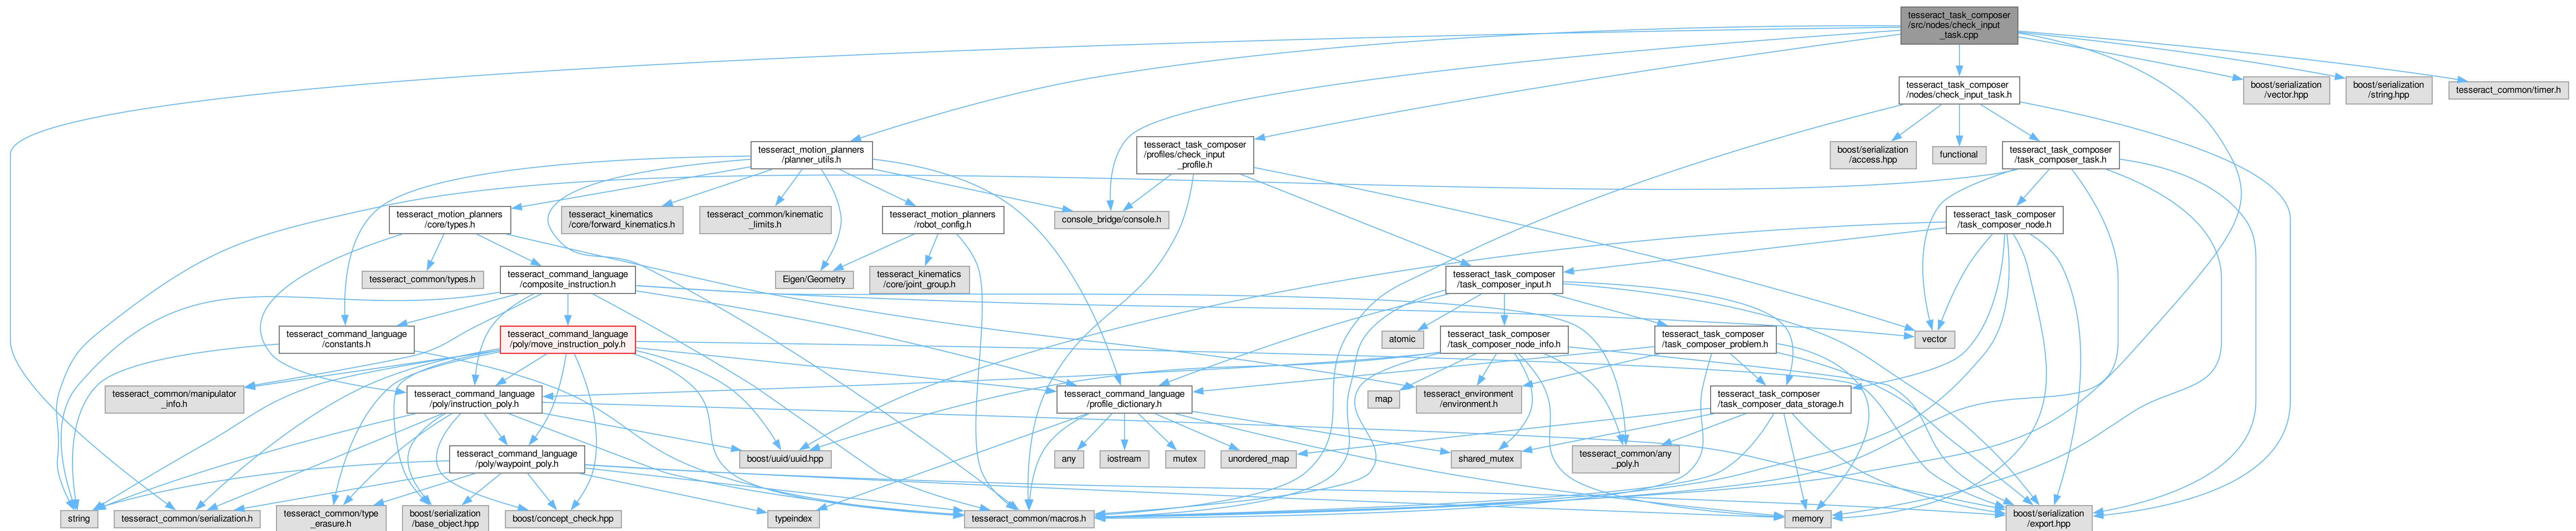 tesseract_task_composer
/src/nodes/check_input
_task.cpp
tesseract_task_composer
/nodes/check_input_task.h
boost/serialization
/vector.hpp
boost/serialization
/string.hpp
tesseract_common/timer.h
tesseract_motion_planners
/planner_utils.h
tesseract_task_composer
/profiles/check_input
_profile.h
boost/serialization
/access.hpp
functional
tesseract_task_composer
/task_composer_task.h
tesseract_motion_planners
/core/types.h
tesseract_kinematics
/core/forward_kinematics.h
tesseract_common/kinematic
_limits.h
tesseract_motion_planners
/robot_config.h
console_bridge/console.h
tesseract_task_composer
/task_composer_node.h
tesseract_common/types.h
tesseract_command_language
/composite_instruction.h
Eigen/Geometry
tesseract_kinematics
/core/joint_group.h
tesseract_task_composer
/task_composer_input.h
tesseract_command_language
/constants.h
tesseract_command_language
/poly/move_instruction_poly.h
atomic
tesseract_task_composer
/task_composer_node_info.h
tesseract_task_composer
/task_composer_problem.h
vector
tesseract_common/manipulator
_info.h
tesseract_command_language
/poly/instruction_poly.h
tesseract_command_language
/profile_dictionary.h
map
tesseract_environment
/environment.h
tesseract_task_composer
/task_composer_data_storage.h
tesseract_command_language
/poly/waypoint_poly.h
boost/uuid/uuid.hpp
any
iostream
mutex
unordered_map
shared_mutex
tesseract_common/any
_poly.h
string
tesseract_common/serialization.h
tesseract_common/type
_erasure.h
boost/serialization
/base_object.hpp
boost/concept_check.hpp
typeindex
tesseract_common/macros.h
memory
boost/serialization
/export.hpp